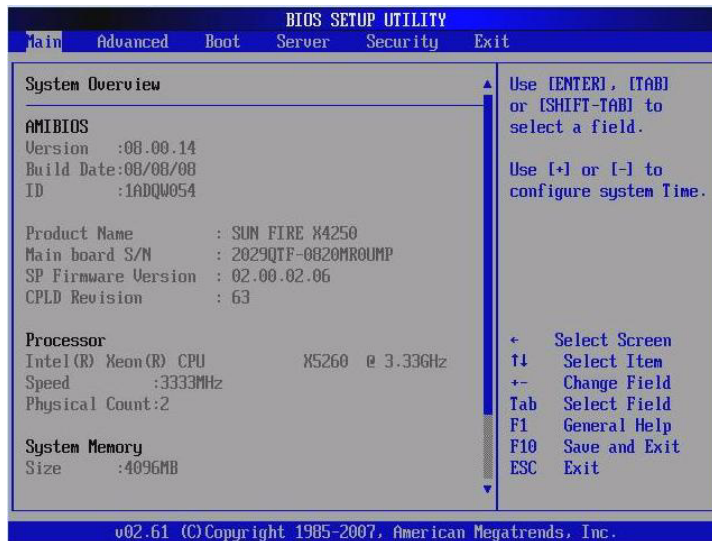 BIOS SETUP UTILITY
Main Advanced Boot Server Security Exit
System Overview
AMIBIOS
Version :08.00.14
Build Date:08/08/08
ID :1ADQW054
Product Name : SUN FIRE X4250
Main board S/N : 2029QTF-0820MR0UMP
SP Firmware Version : 02.00.02.06
CPLD Revision : 63
Processor
Intel(R) Xeon(R) CPU X5260 @ 3.33GHz
Speed :3333MHz
Physical Count:2
System Memory
Size :4096MB
Use [ENTER], [TAB]
or [SHIFT-TAB] to
select a field.
Use [+] or [-] to
configure system Time.
← Select Screen
↑↓ Select Item
+- Change Field
Tab Select Field
F1 General Help
F10 Save and Exit
ESC Exit
v02.61 (C)Copyright 1985-2007, American Megatrends, Inc.